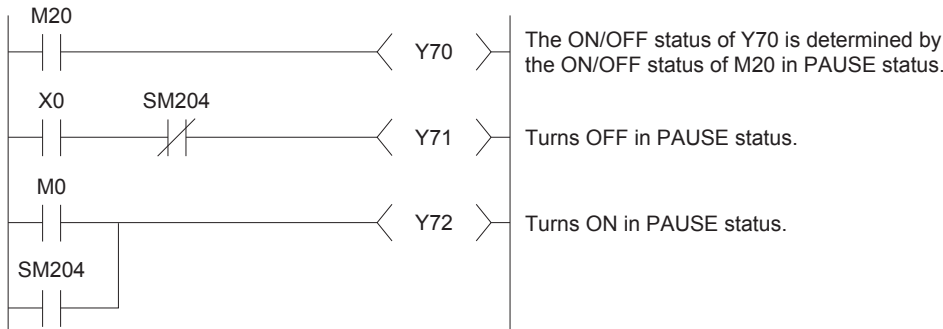 M20
Y70
The ON/OFF status of Y70 is determined by
the ON/OFF status of M20 in PAUSE status.
X0 SM204
Y71
Turns OFF in PAUSE status.
M0
Y72
Turns ON in PAUSE status.
SM204